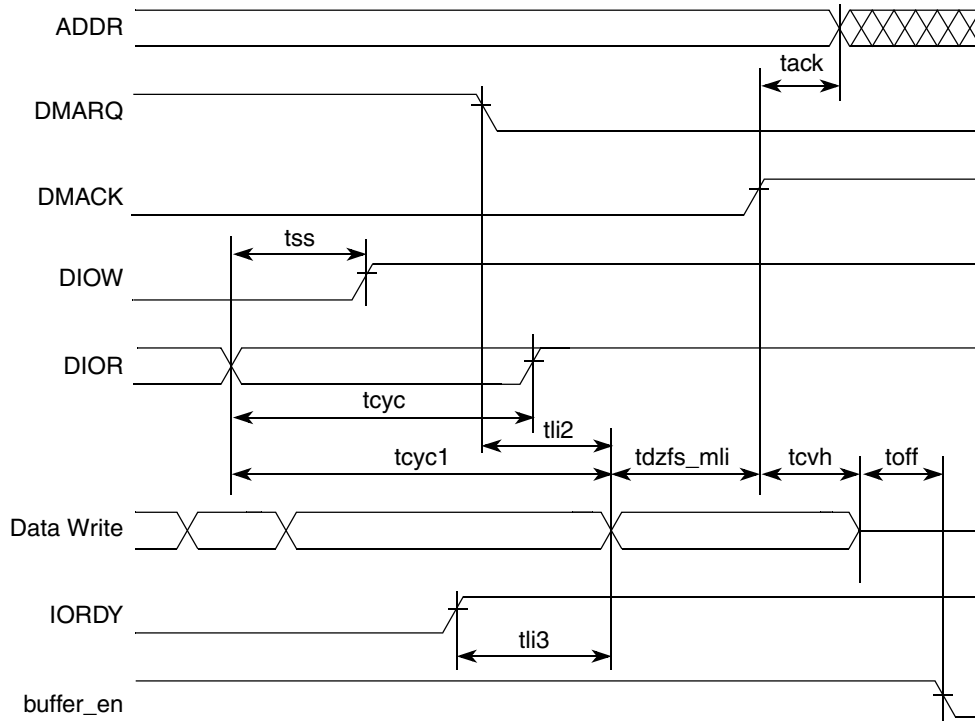 ADDR
tack
DMARQ
DMACK
tss
DIOW
DIOR
tcyc
tli2
tcyc1
tdzfs_mli
tcvh
toff
Data Write
IORDY
tli3
buffer_en